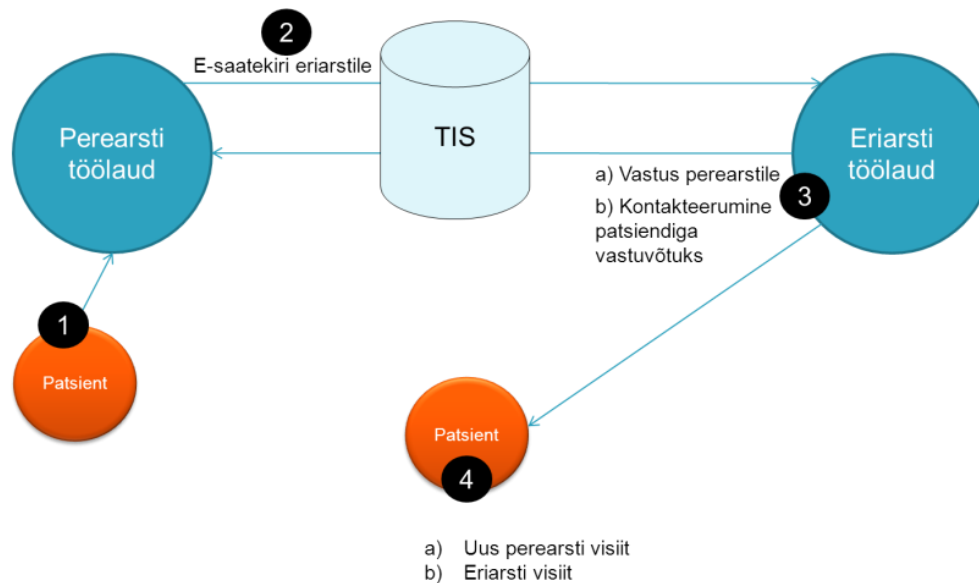 2
E-saatekiri eriarstile
TIS
Perearsti
töölaud
Eriarsti
töölaud
a) Vastus perearstile
3
b) Kontakteerumine
patsiendiga
vastuvõtuks
1
Patsient
Patsient
4
a) Uus perearsti visiit
b) Eriarsti visiit